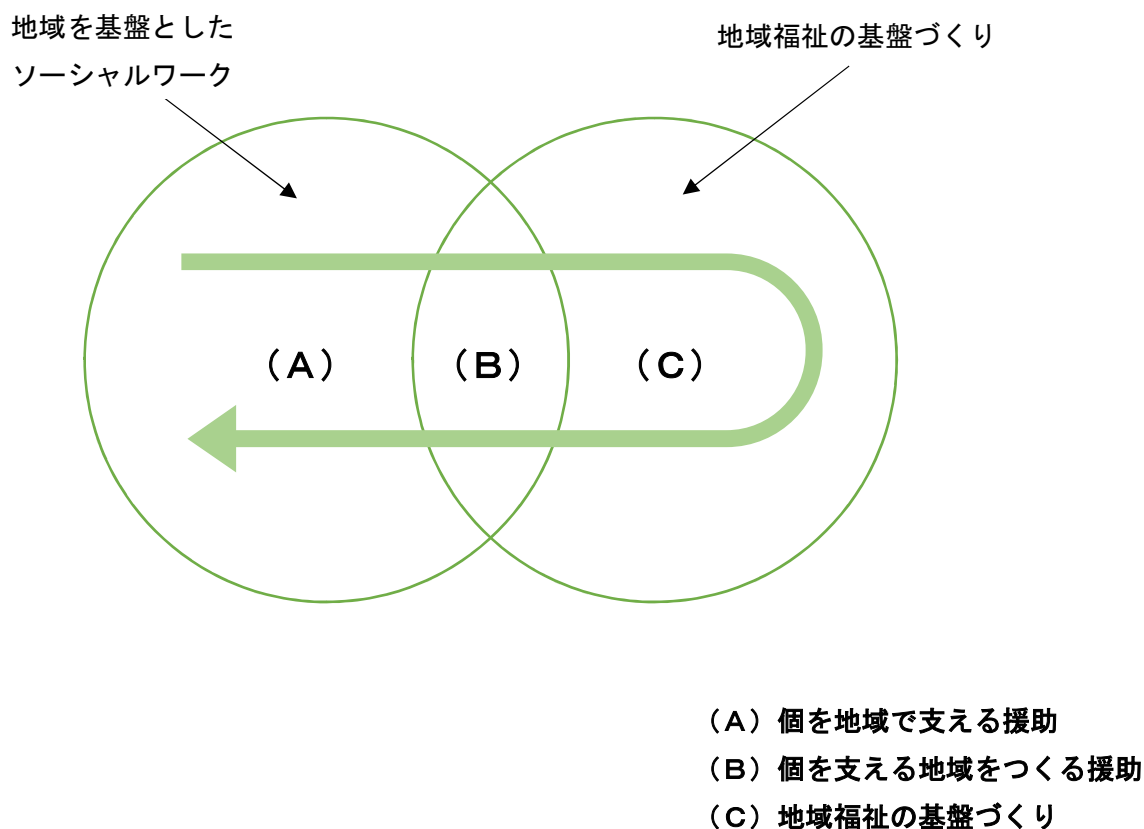 地域を基盤とした
ソーシャルワーク
地域福祉の基盤づくり
（Ａ）
（Ｂ）
（Ｃ）
（Ａ）個を地域で支える援助
（Ｂ）個を支える地域をつくる援助
（Ｃ）地域福祉の基盤づくり